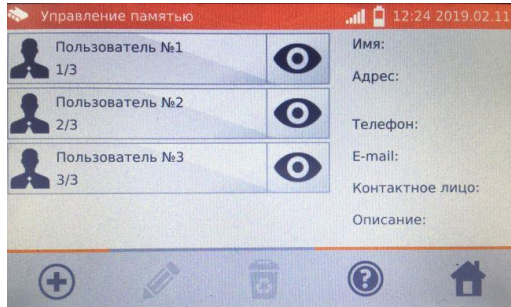 Управление памятью
12:24 2019.02.11
Пользователь №1
1/3
Пользователь №2
2/3
Пользователь №3
3/3
Имя:
Адрес:
Телефон:
E-mail:
Контактное лицо:
Описание: